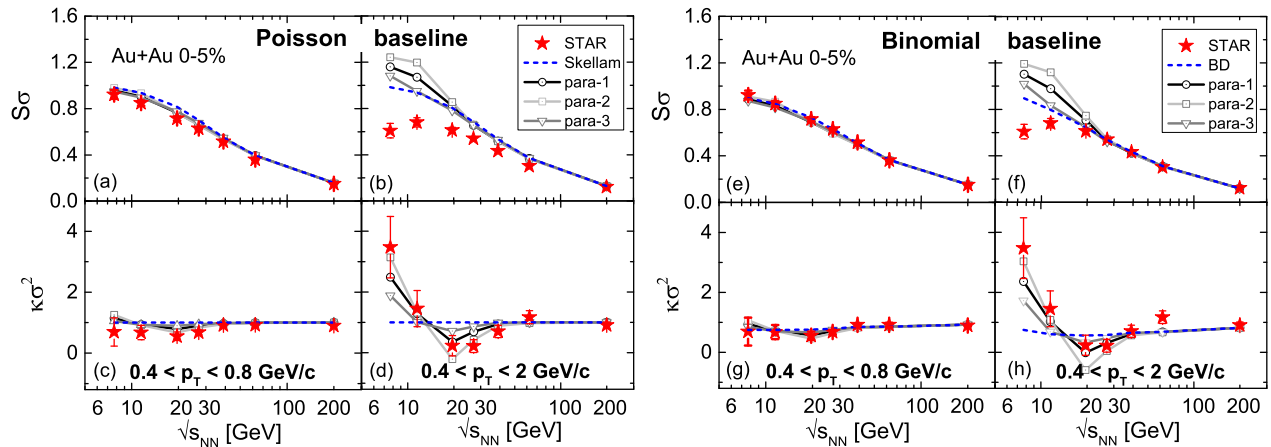 Poisson baseline
Au+Au 0-5%
STAR
Skellam
para-1
para-2
para-3
Sσ
1.6
1.2
0.8
0.4
0.0
(a)
(b)
κσ²
4
2
0
(c) 0.4 < p_T < 0.8 GeV/c
(d) 0.4 < p_T < 2 GeV/c
6 10 20 30 100 200 6 10 20 30 100 200
√s_NN [GeV] √s_NN [GeV]
Binomial baseline
Au+Au 0-5%
STAR
BD
para-1
para-2
para-3
Sσ
1.6
1.2
0.8
0.4
0.0
(e)
(f)
κσ²
4
2
0
(g) 0.4 < p_T < 0.8 GeV/c
(h) 0.4 < p_T < 2 GeV/c
6 10 20 30 100 200 6 10 20 30 100 200
√s_NN [GeV] √s_NN [GeV]